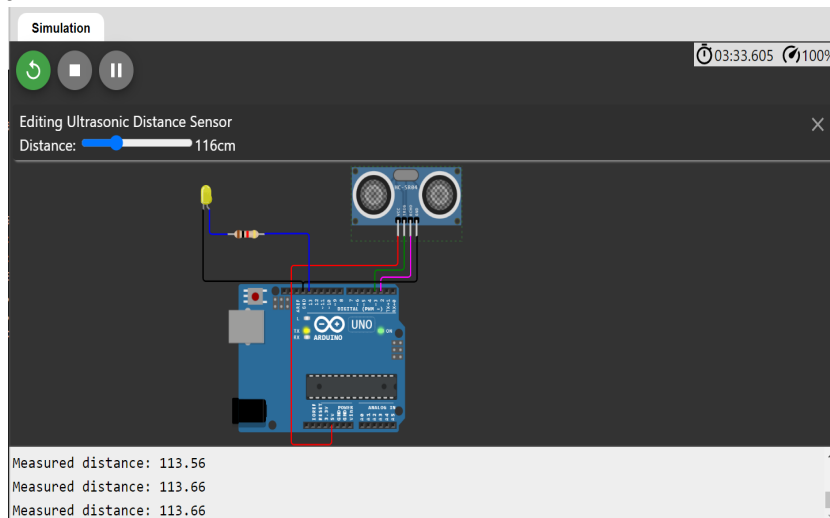 Simulation
03:33.605 100%
Editing Ultrasonic Distance Sensor
Distance: 116cm
HC-SR04
L
DIGITAL (PWM ~)
TX
RX
UNO
ARDUINO
ON
POWER
ANALOG IN
Measured distance: 113.56
Measured distance: 113.66
Measured distance: 113.66